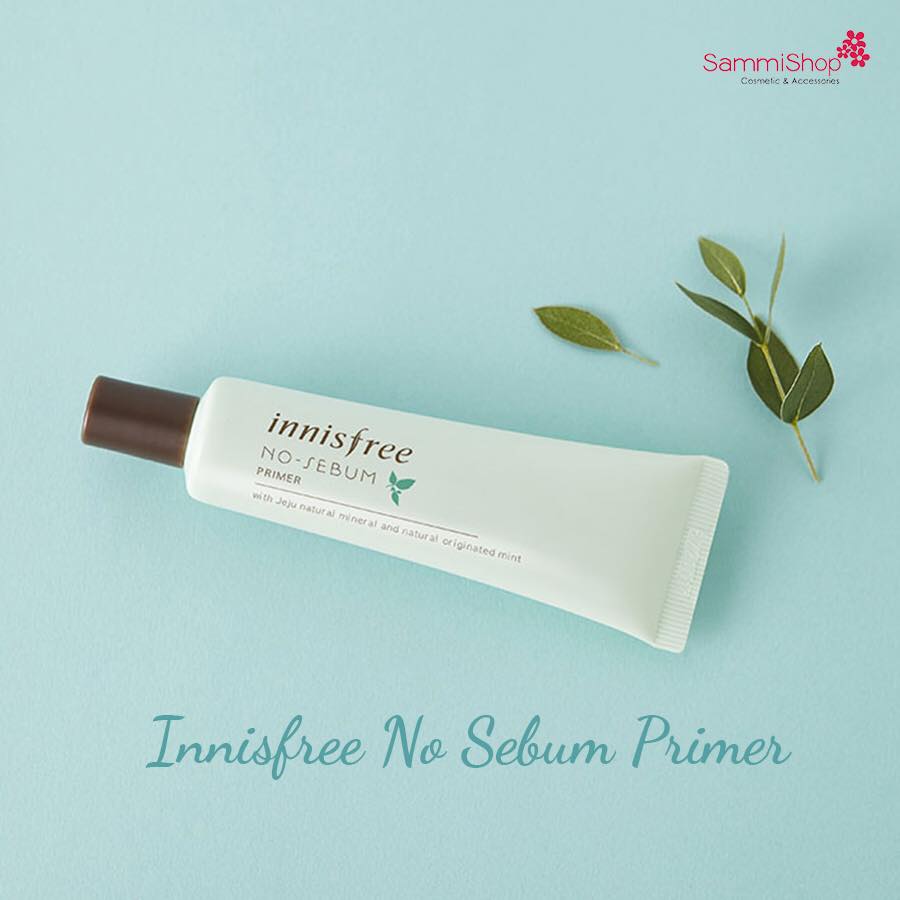 SammiShop
Cosmetic & Accessories
innisfree
NO-SEBUM
PRIMER
with Jeju natural mineral and natural originated mint
Innisfree No Sebum Primer